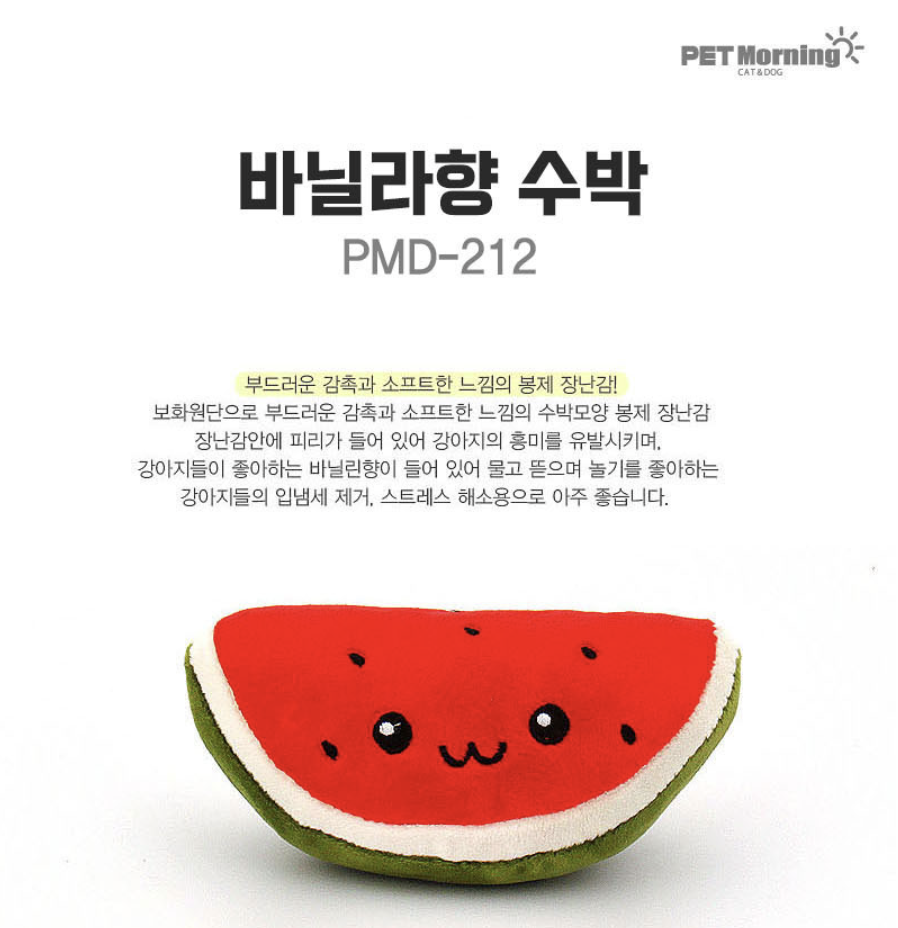 PET Morning
CAT & DOG
바닐라향 수박
PMD-212
부드러운 감촉과 소프트한 느낌의 봉제 장난감!
보화원단으로 부드러운 감촉과 소프트한 느낌의 수박모양 봉제 장난감
장난감안에 피리가 들어 있어 강아지의 흥미를 유발시키며,
강아지들이 좋아하는 바닐린향이 들어 있어 물고 뜯으며 놀기를 좋아하는
강아지들의 입냄세 제거, 스트레스 해소용으로 아주 좋습니다.